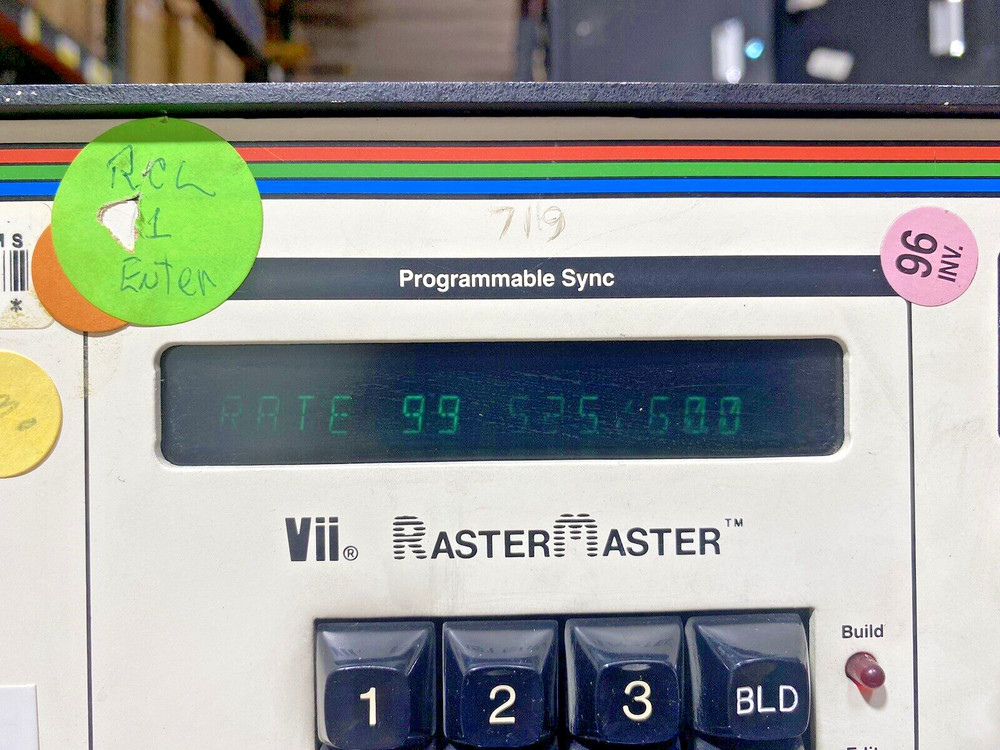 RCL
1
Enter
MS
*
719
96
INV.
Programmable Sync
RATE 99 525/60.0
Vii® RASTERMASTER™
Build
1 2 3 BLD